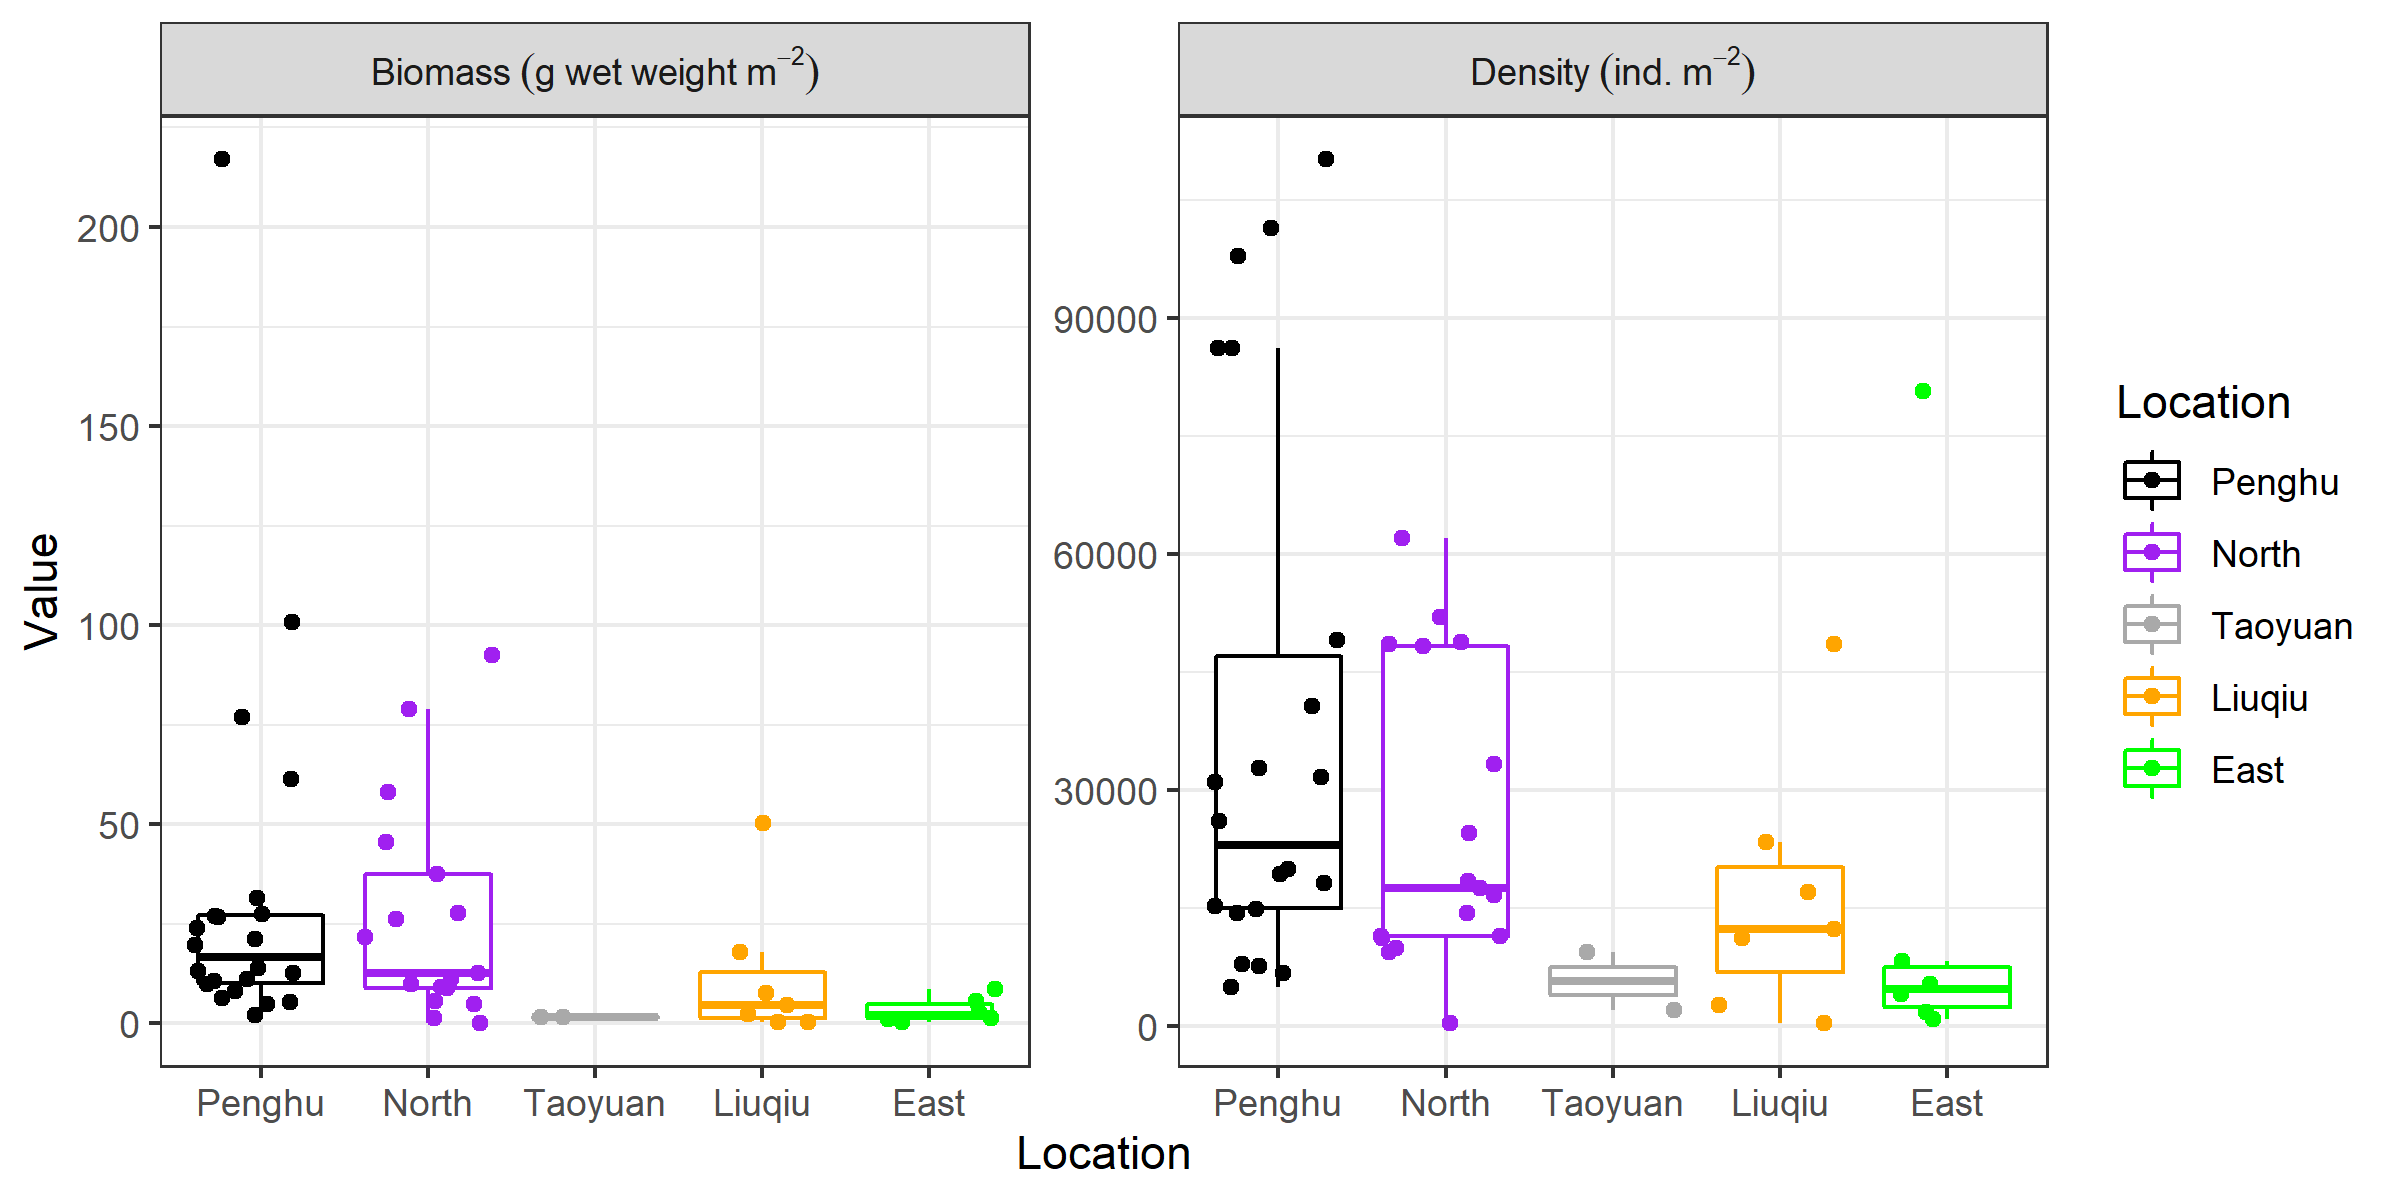 Biomass (g wet weight m⁻²)
Density (ind. m⁻²)
Value
200
150
100
50
0
90000
60000
30000
0
Penghu North Taoyuan Liuqiu East
Penghu North Taoyuan Liuqiu East
Location
Location
Penghu
North
Taoyuan
Liuqiu
East